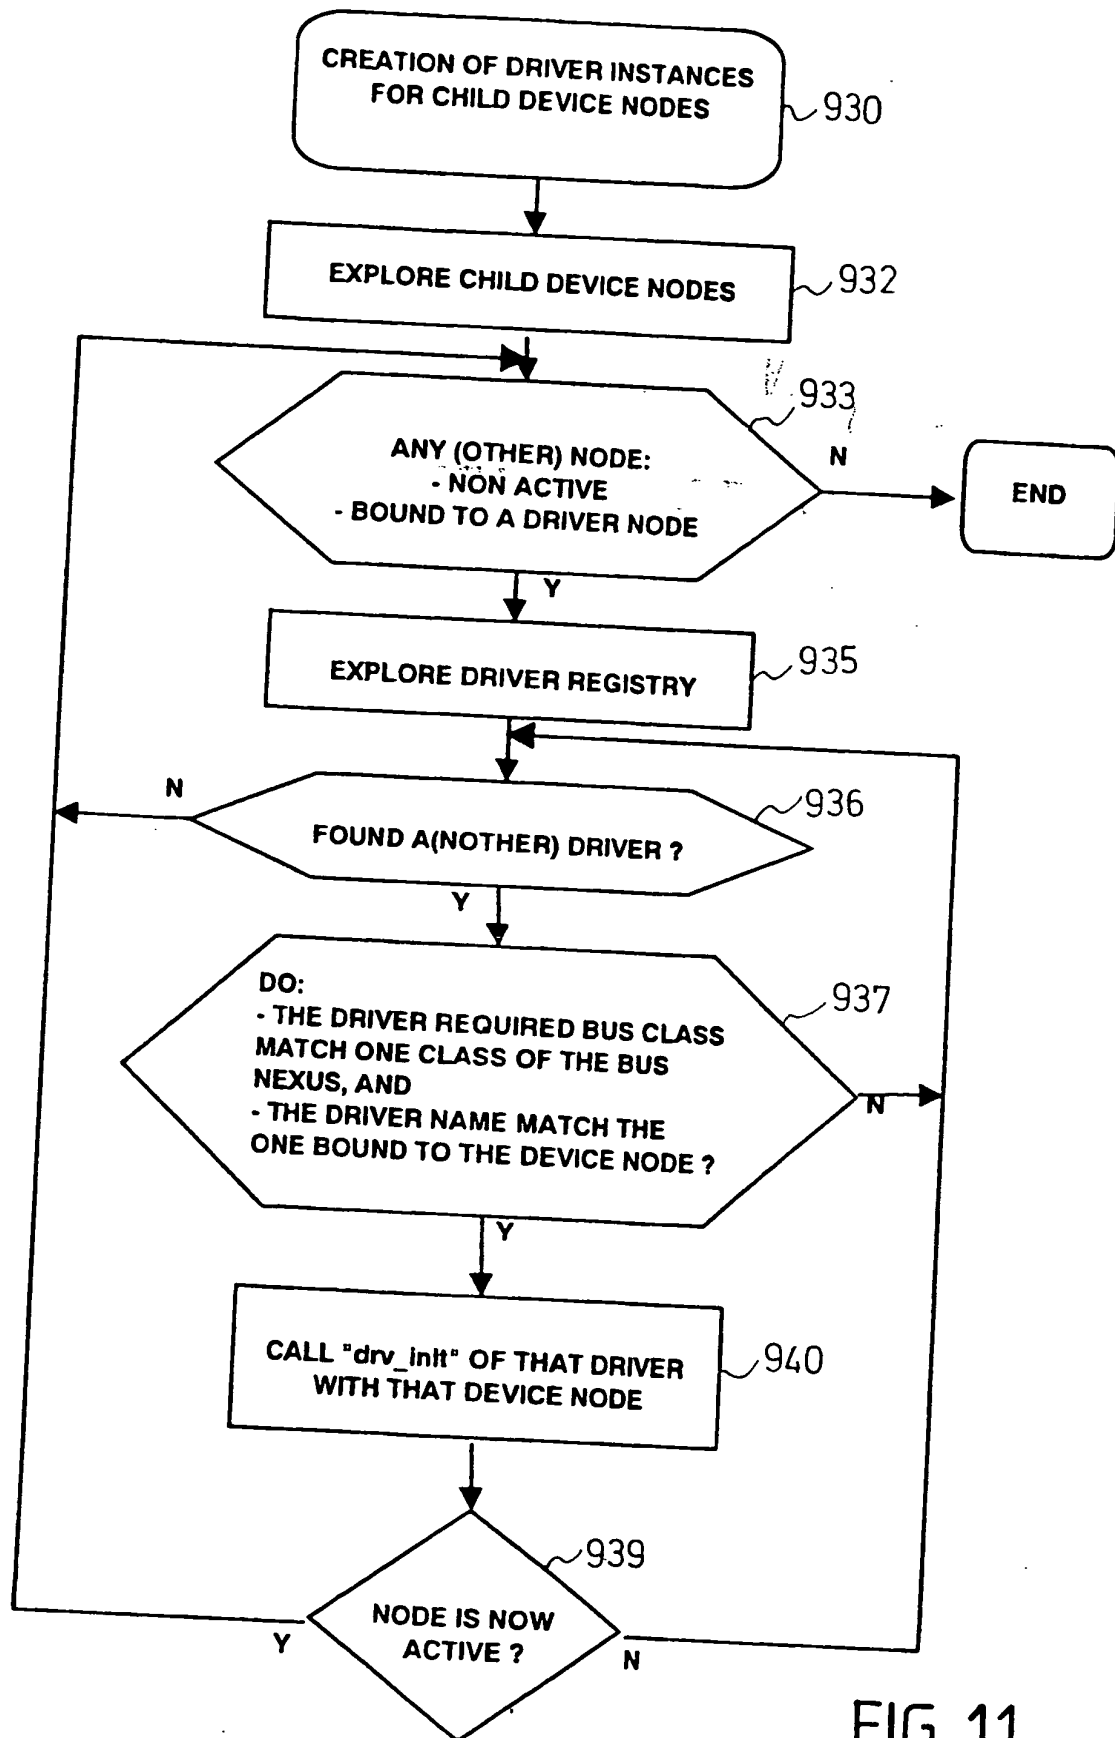 CREATION OF DRIVER INSTANCES
FOR CHILD DEVICE NODES
930
EXPLORE CHILD DEVICE NODES
932
933
ANY (OTHER) NODE:
- NON ACTIVE
- BOUND TO A DRIVER NODE
N
END
Y
EXPLORE DRIVER REGISTRY
935
N
936
FOUND A(NOTHER) DRIVER ?
Y
937
DO:
- THE DRIVER REQUIRED BUS CLASS
MATCH ONE CLASS OF THE BUS
NEXUS, AND
- THE DRIVER NAME MATCH THE
ONE BOUND TO THE DEVICE NODE ?
N
Y
CALL "drv_init" OF THAT DRIVER
WITH THAT DEVICE NODE
940
939
NODE IS NOW
ACTIVE ?
Y
N
FIG. 11